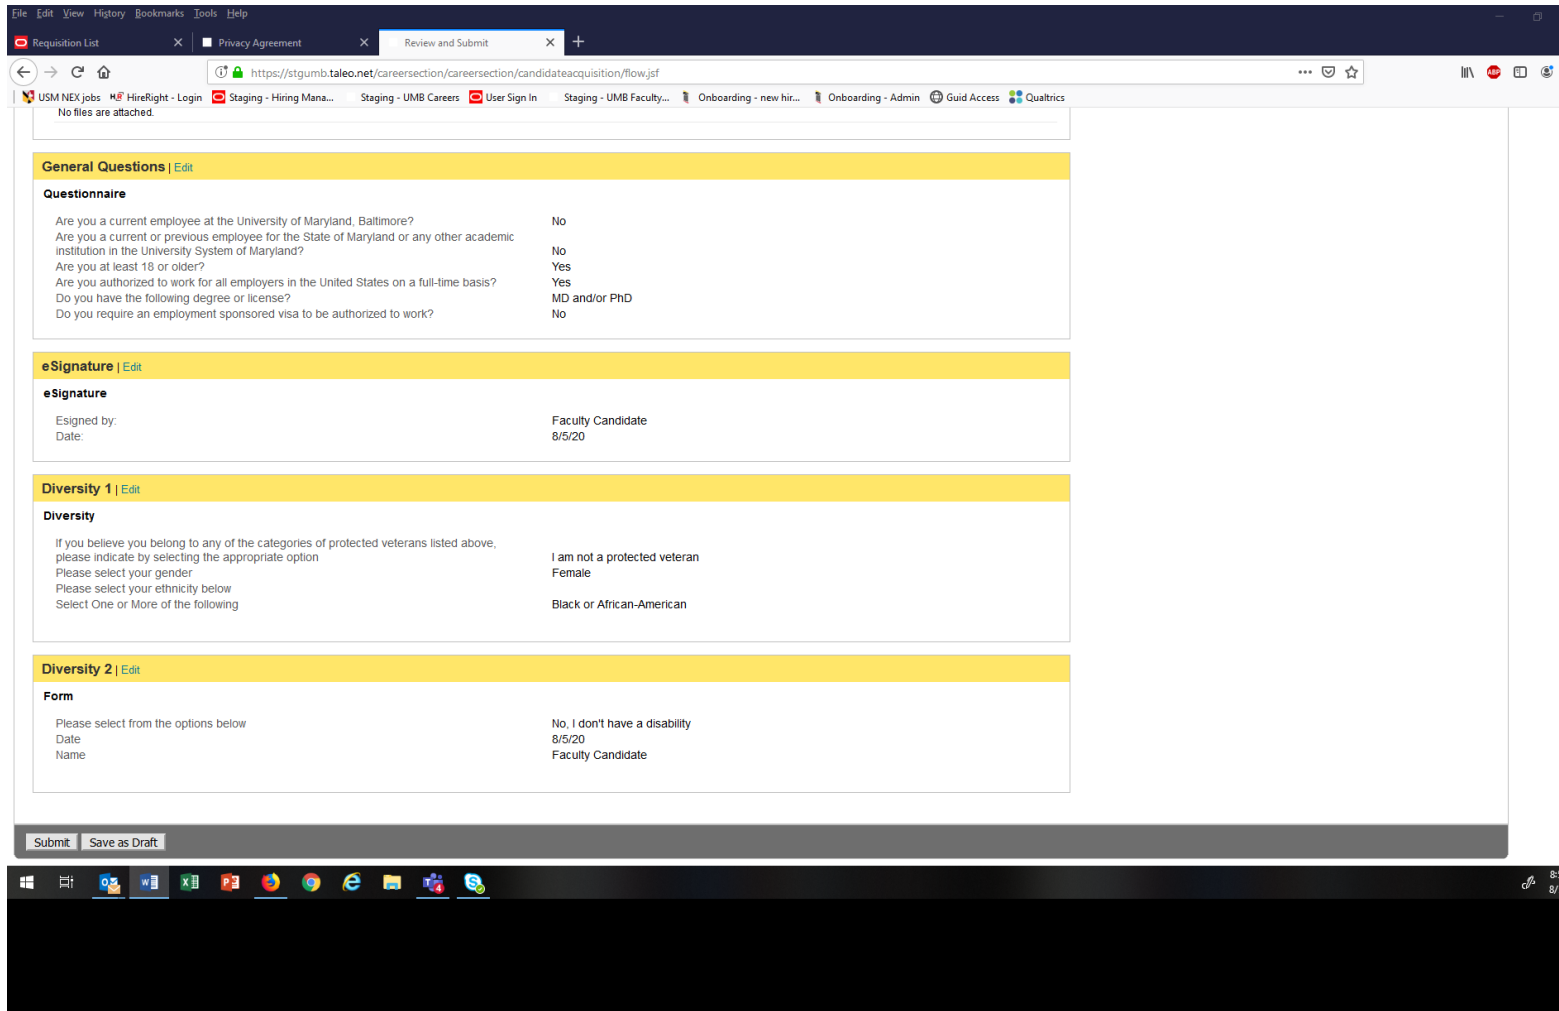 File Edit View History Bookmarks Tools Help
Requisition List Privacy Agreement Review and Submit
https://stgumb.taleo.net/careersection/careersection/candidateacquisition/flow.jsf
USM NEX jobs HireRight - Login Staging - Hiring Mana... Staging - UMB Careers User Sign In Staging - UMB Faculty... Onboarding - new hir... Onboarding - Admin Guid Access Qualtrics
No files are attached.
General Questions | Edit
Questionnaire
Are you a current employee at the University of Maryland, Baltimore? No
Are you a current or previous employee for the State of Maryland or any other academic
institution in the University System of Maryland? No
Are you at least 18 or older? Yes
Are you authorized to work for all employers in the United States on a full-time basis? Yes
Do you have the following degree or license? MD and/or PhD
Do you require an employment sponsored visa to be authorized to work? No
eSignature | Edit
eSignature
Esigned by: Faculty Candidate
Date: 8/5/20
Diversity 1 | Edit
Diversity
If you believe you belong to any of the categories of protected veterans listed above,
please indicate by selecting the appropriate option I am not a protected veteran
Please select your gender Female
Please select your ethnicity below
Select One or More of the following Black or African-American
Diversity 2 | Edit
Form
Please select from the options below No, I don't have a disability
Date 8/5/20
Name Faculty Candidate
Submit Save as Draft